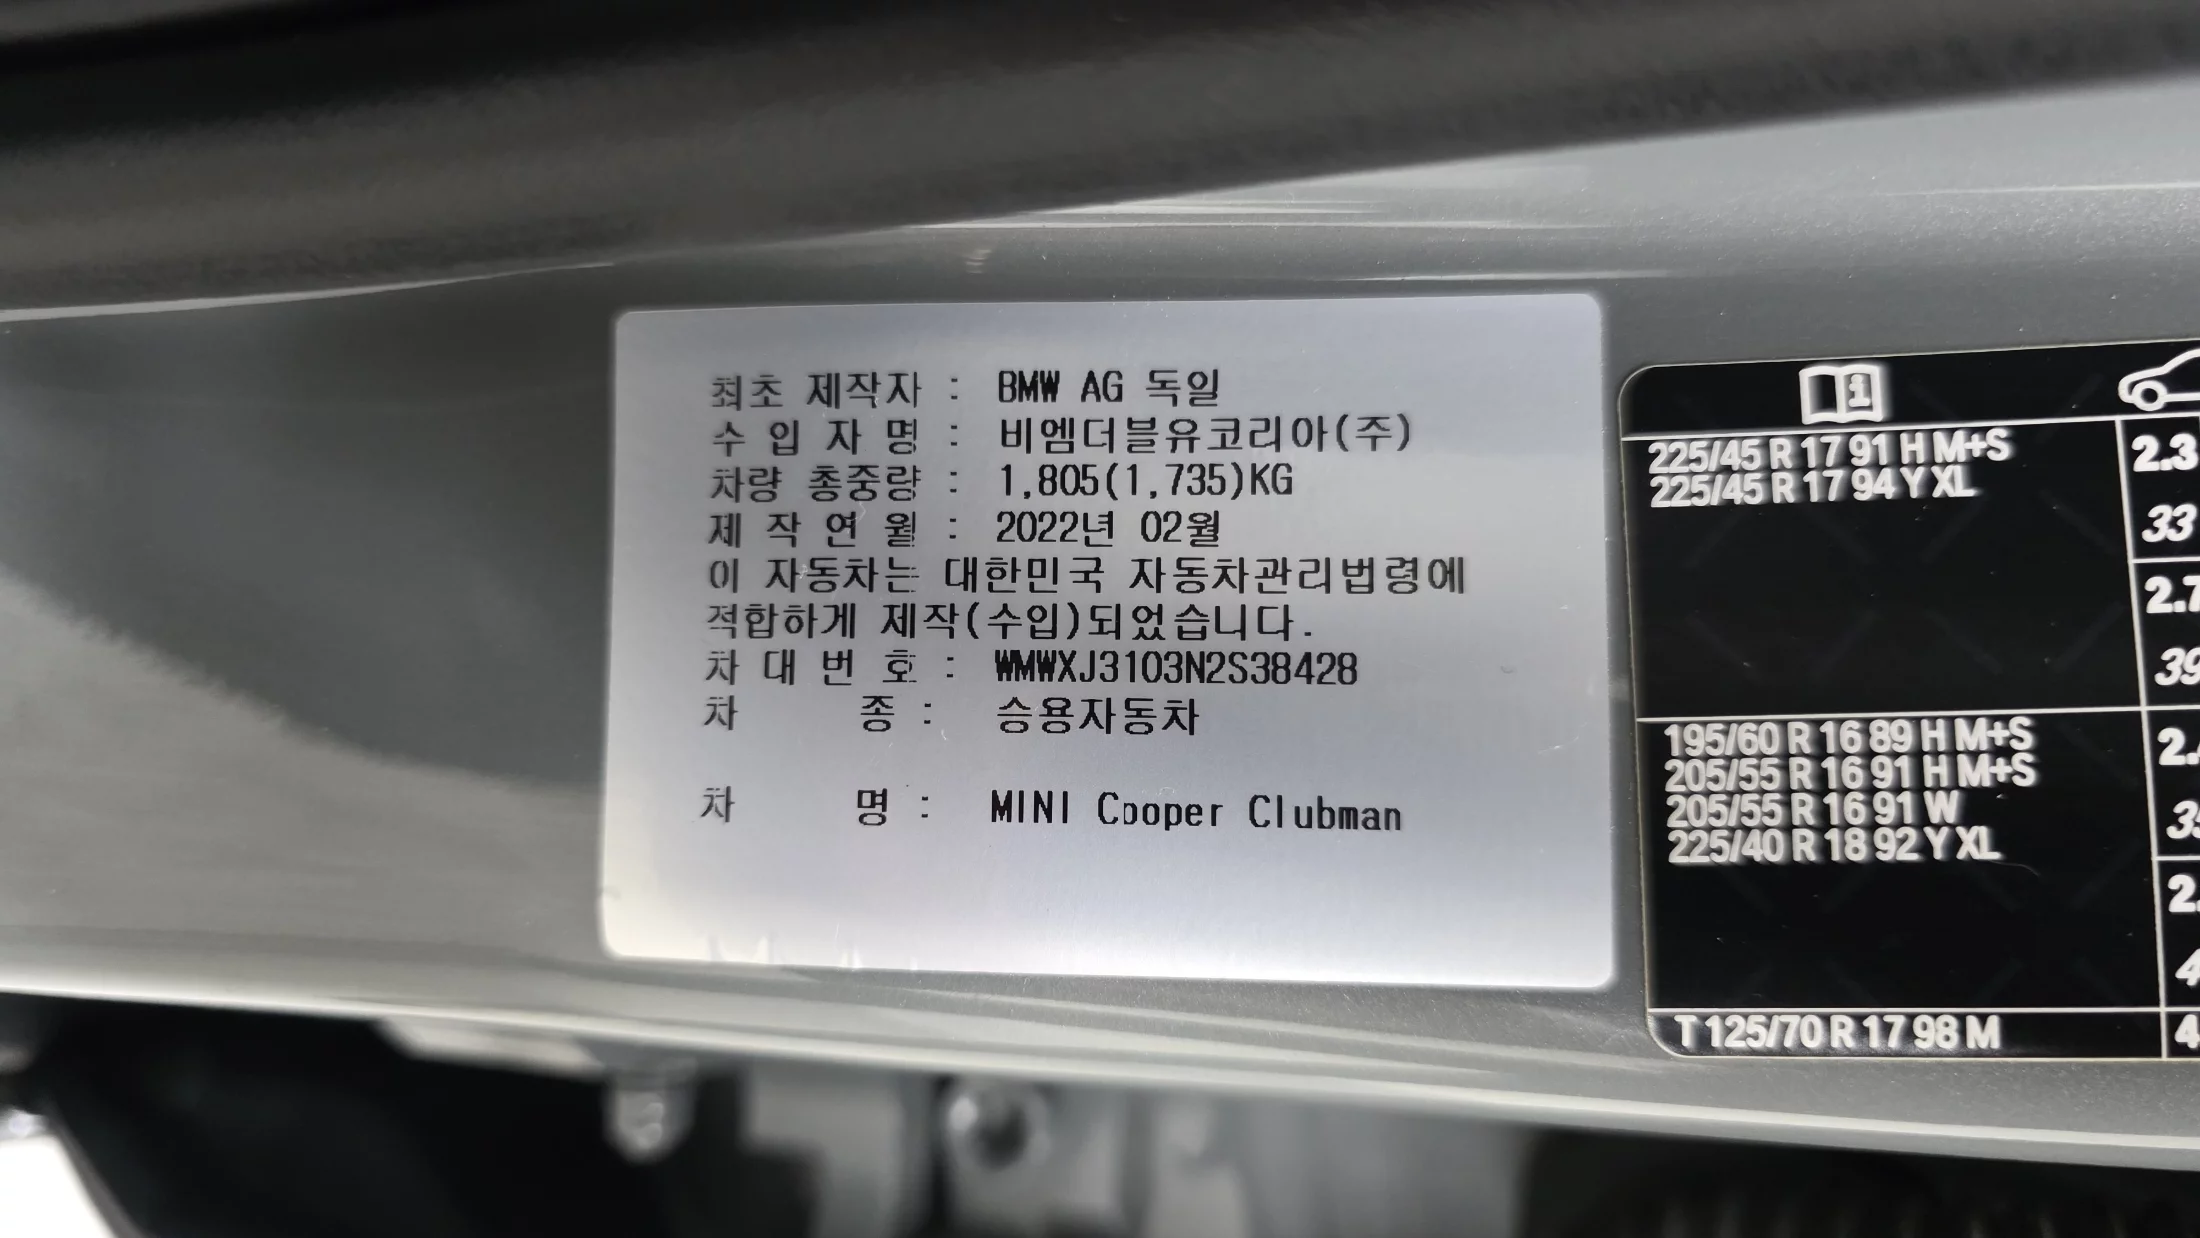 최초 제작자 : BMW AG 독일
수 입 자 명 : 비엠더블유코리아(주)
차량 총중량 : 1,805(1,735)KG
제 작 연 월 : 2022년 02월
이 자동차는 대한민국 자동차관리법령에
적합하게 제작(수입)되었습니다.
차 대 번 호 : WMWXJ3103N2S38428
차 종 : 승용자동차
차 명 : MINI Cooper Clubman
225/45 R 17 91 H M+S
225/45 R 17 94 Y XL
2.3
33
2.7
39
195/60 R 16 89 H M+S
205/55 R 16 91 H M+S
205/55 R 16 91 W
225/40 R 18 92 Y XL
T 125/70 R 17 98 M